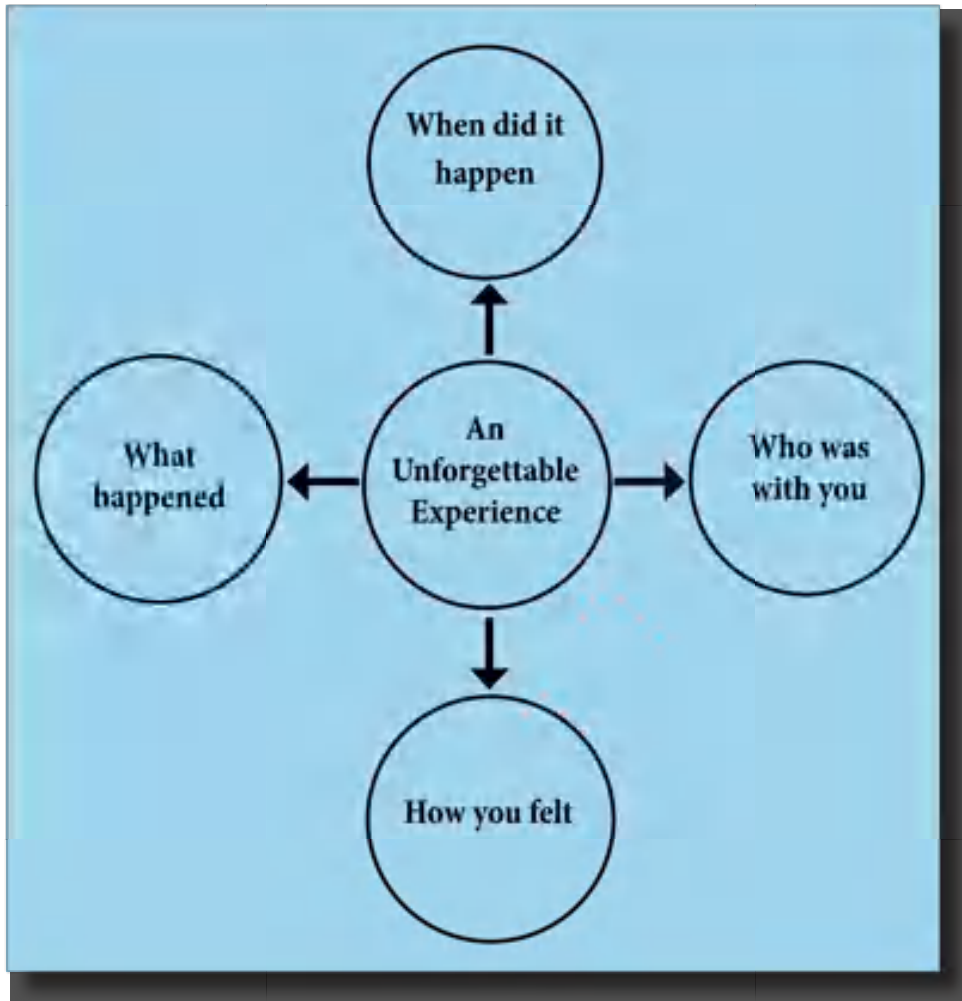 When did it
happen
What
happened
An
Unforgettable
Experience
Who was
with you
How you felt